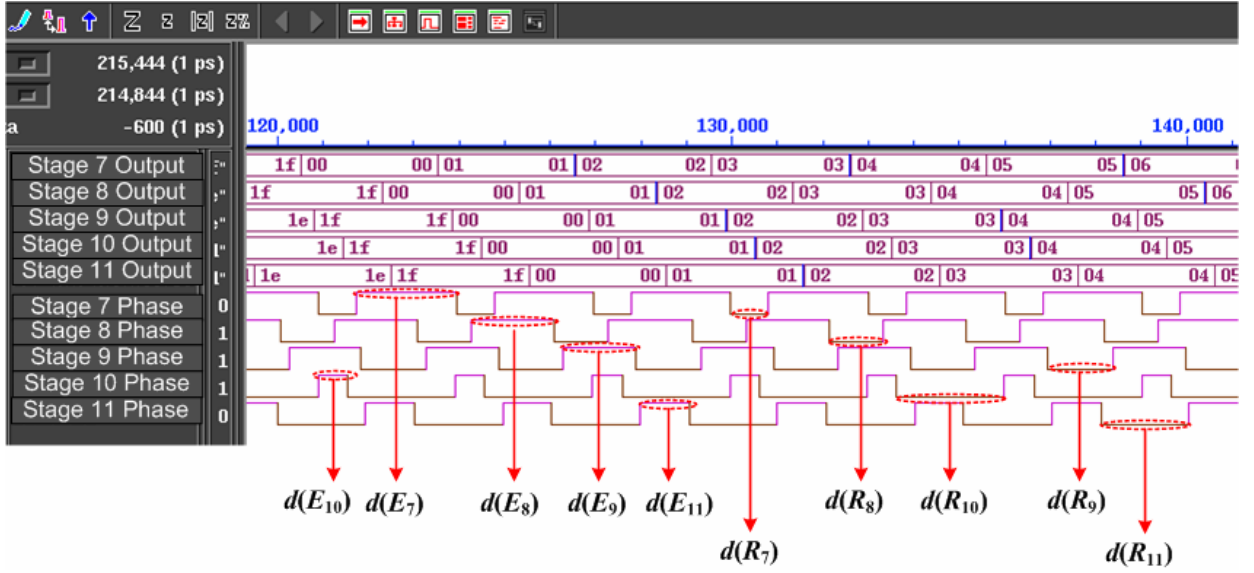 Z z |z| z%
215,444 (1 ps)
214,844 (1 ps)
ta -600 (1 ps)
120,000 130,000 140,000
Stage 7 Output 1f 00 00 01 01 02 02 03 03 04 04 05 05 06
Stage 8 Output 1f 1f 00 00 01 01 02 02 03 03 04 04 05 05 06
Stage 9 Output 1e 1f 1f 00 00 01 01 02 02 03 03 04 04 05
Stage 10 Output 1e 1f 1f 00 00 01 01 02 02 03 03 04 04 05
Stage 11 Output 1e 1e 1f 1f 00 00 01 01 02 02 03 03 04 04 05
Stage 7 Phase 0
Stage 8 Phase 1
Stage 9 Phase 1
Stage 10 Phase 1
Stage 11 Phase 0
d(E10) d(E7) d(E8) d(E9) d(E11) d(R8) d(R10) d(R9)
d(R7) d(R11)